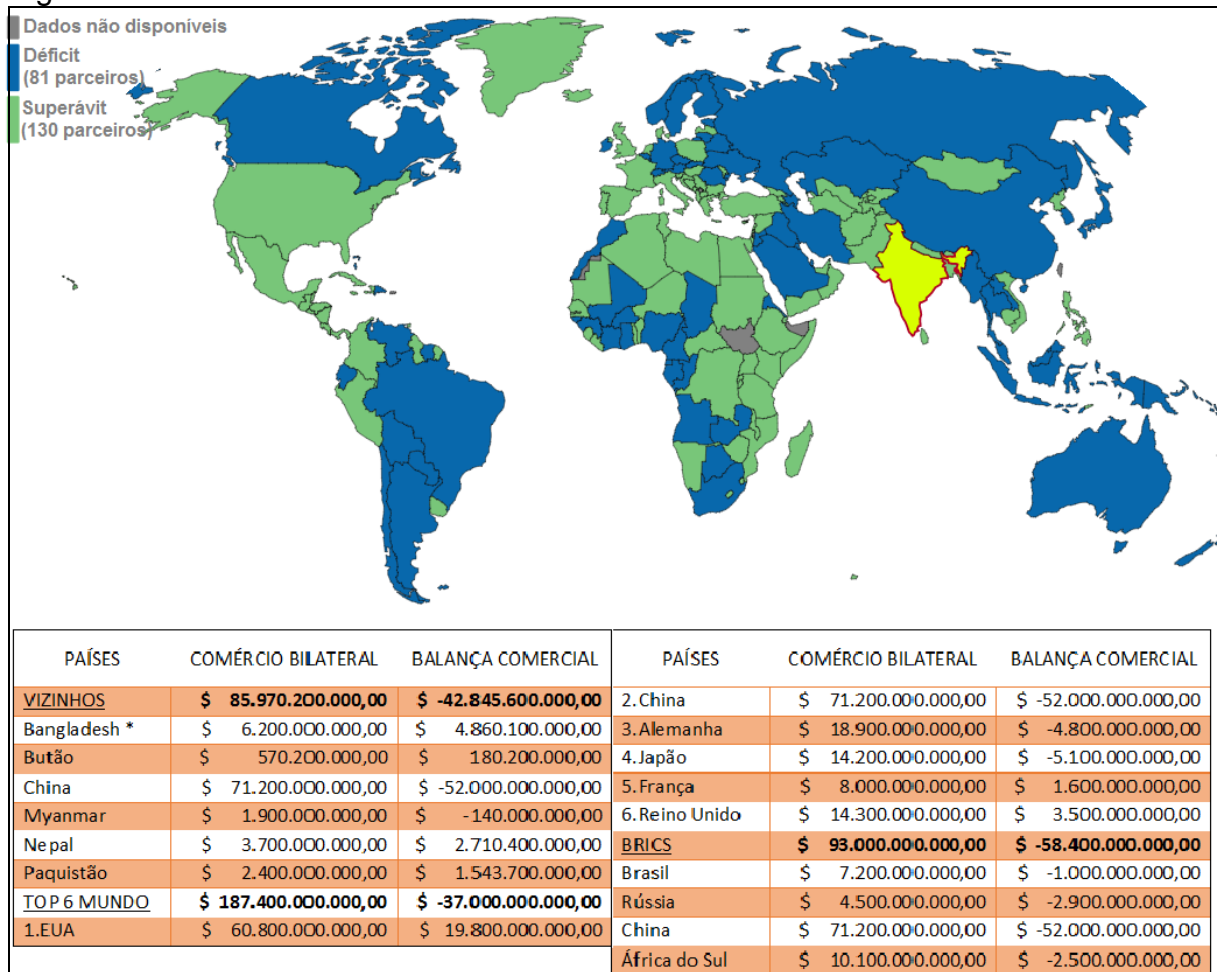 Dados não disponíveis
Déficit
(81 parceiros)
Superávit
(130 parceiros)
PAÍSES COMÉRCIO BILATERAL BALANÇA COMERCIAL
VIZINHOS $ 85.970.200.000,00 $ -42.845.600.000,00
Bangladesh * $ 6.200.000.000,00 $ 4.860.100.000,00
Butão $ 570.200.000,00 $ 180.200.000,00
China $ 71.200.000.000,00 $ -52.000.000.000,00
Myanmar $ 1.900.000.000,00 $ -140.000.000,00
Nepal $ 3.700.000.000,00 $ 2.710.400.000,00
Paquistão $ 2.400.000.000,00 $ 1.543.700.000,00
TOP 6 MUNDO $ 187.400.000.000,00 $ -37.000.000.000,00
1.EUA $ 60.800.000.000,00 $ 19.800.000.000,00
PAÍSES COMÉRCIO BILATERAL BALANÇA COMERCIAL
2.China $ 71.200.000.000,00 $ -52.000.000.000,00
3.Alemanha $ 18.900.000.000,00 $ -4.800.000.000,00
4.Japão $ 14.200.000.000,00 $ -5.100.000.000,00
5.França $ 8.000.000.000,00 $ 1.600.000.000,00
6.Reino Unido $ 14.300.000.000,00 $ 3.500.000.000,00
BRICS $ 93.000.000.000,00 $ -58.400.000.000,00
Brasil $ 7.200.000.000,00 $ -1.000.000.000,00
Rússia $ 4.500.000.000,00 $ -2.900.000.000,00
China $ 71.200.000.000,00 $ -52.000.000.000,00
África do Sul $ 10.100.000.000,00 $ -2.500.000.000,00